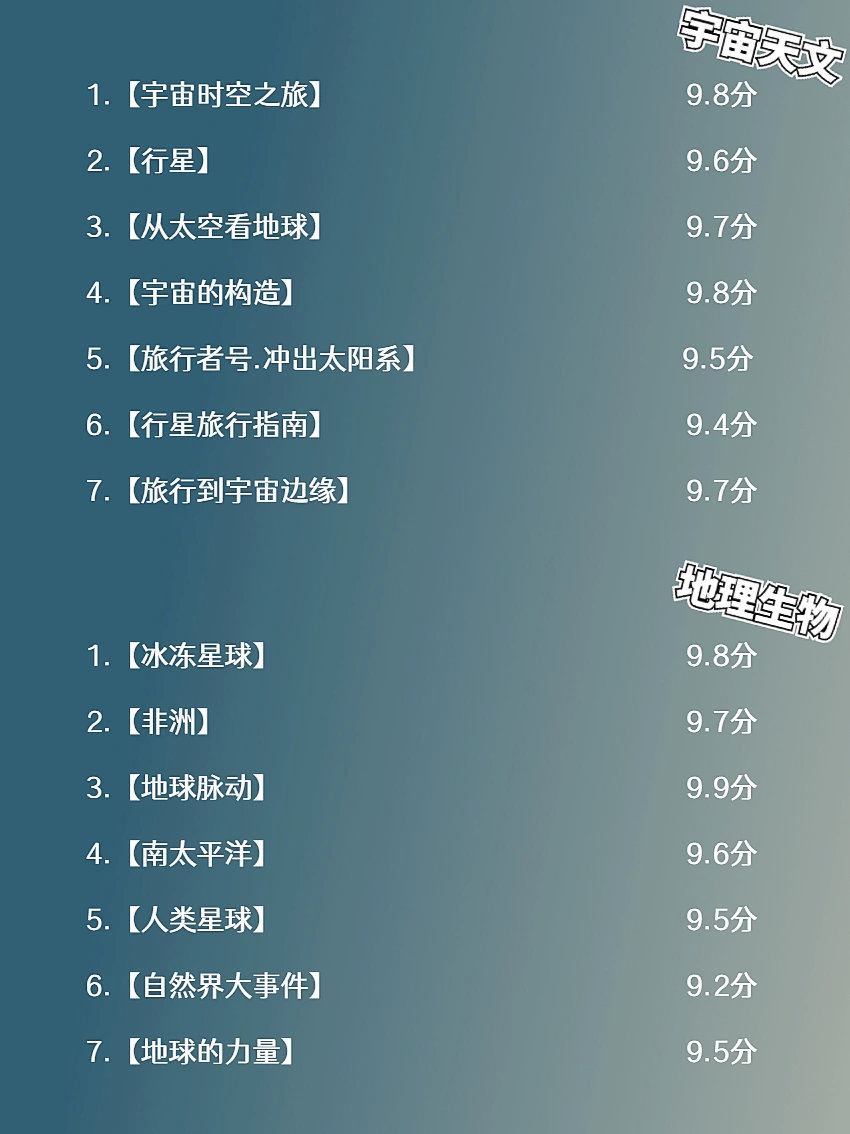 宇宙天文
1.【宇宙时空之旅】 9.8分
2.【行星】 9.6分
3.【从太空看地球】 9.7分
4.【宇宙的构造】 9.8分
5.【旅行者号.冲出太阳系】 9.5分
6.【行星旅行指南】 9.4分
7.【旅行到宇宙边缘】 9.7分
地理生物
1.【冰冻星球】 9.8分
2.【非洲】 9.7分
3.【地球脉动】 9.9分
4.【南太平洋】 9.6分
5.【人类星球】 9.5分
6.【自然界大事件】 9.2分
7.【地球的力量】 9.5分